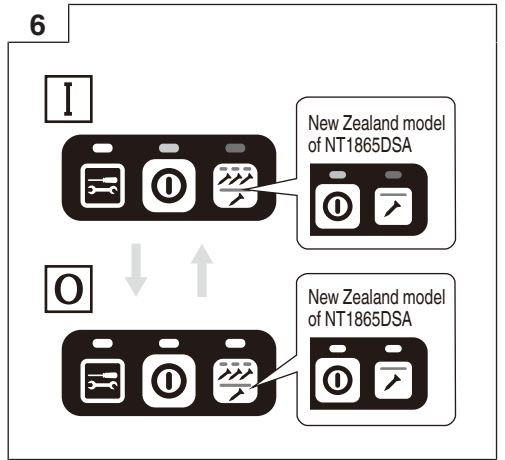 6
I
New Zealand model
of NT1865DSA
O
New Zealand model
of NT1865DSA